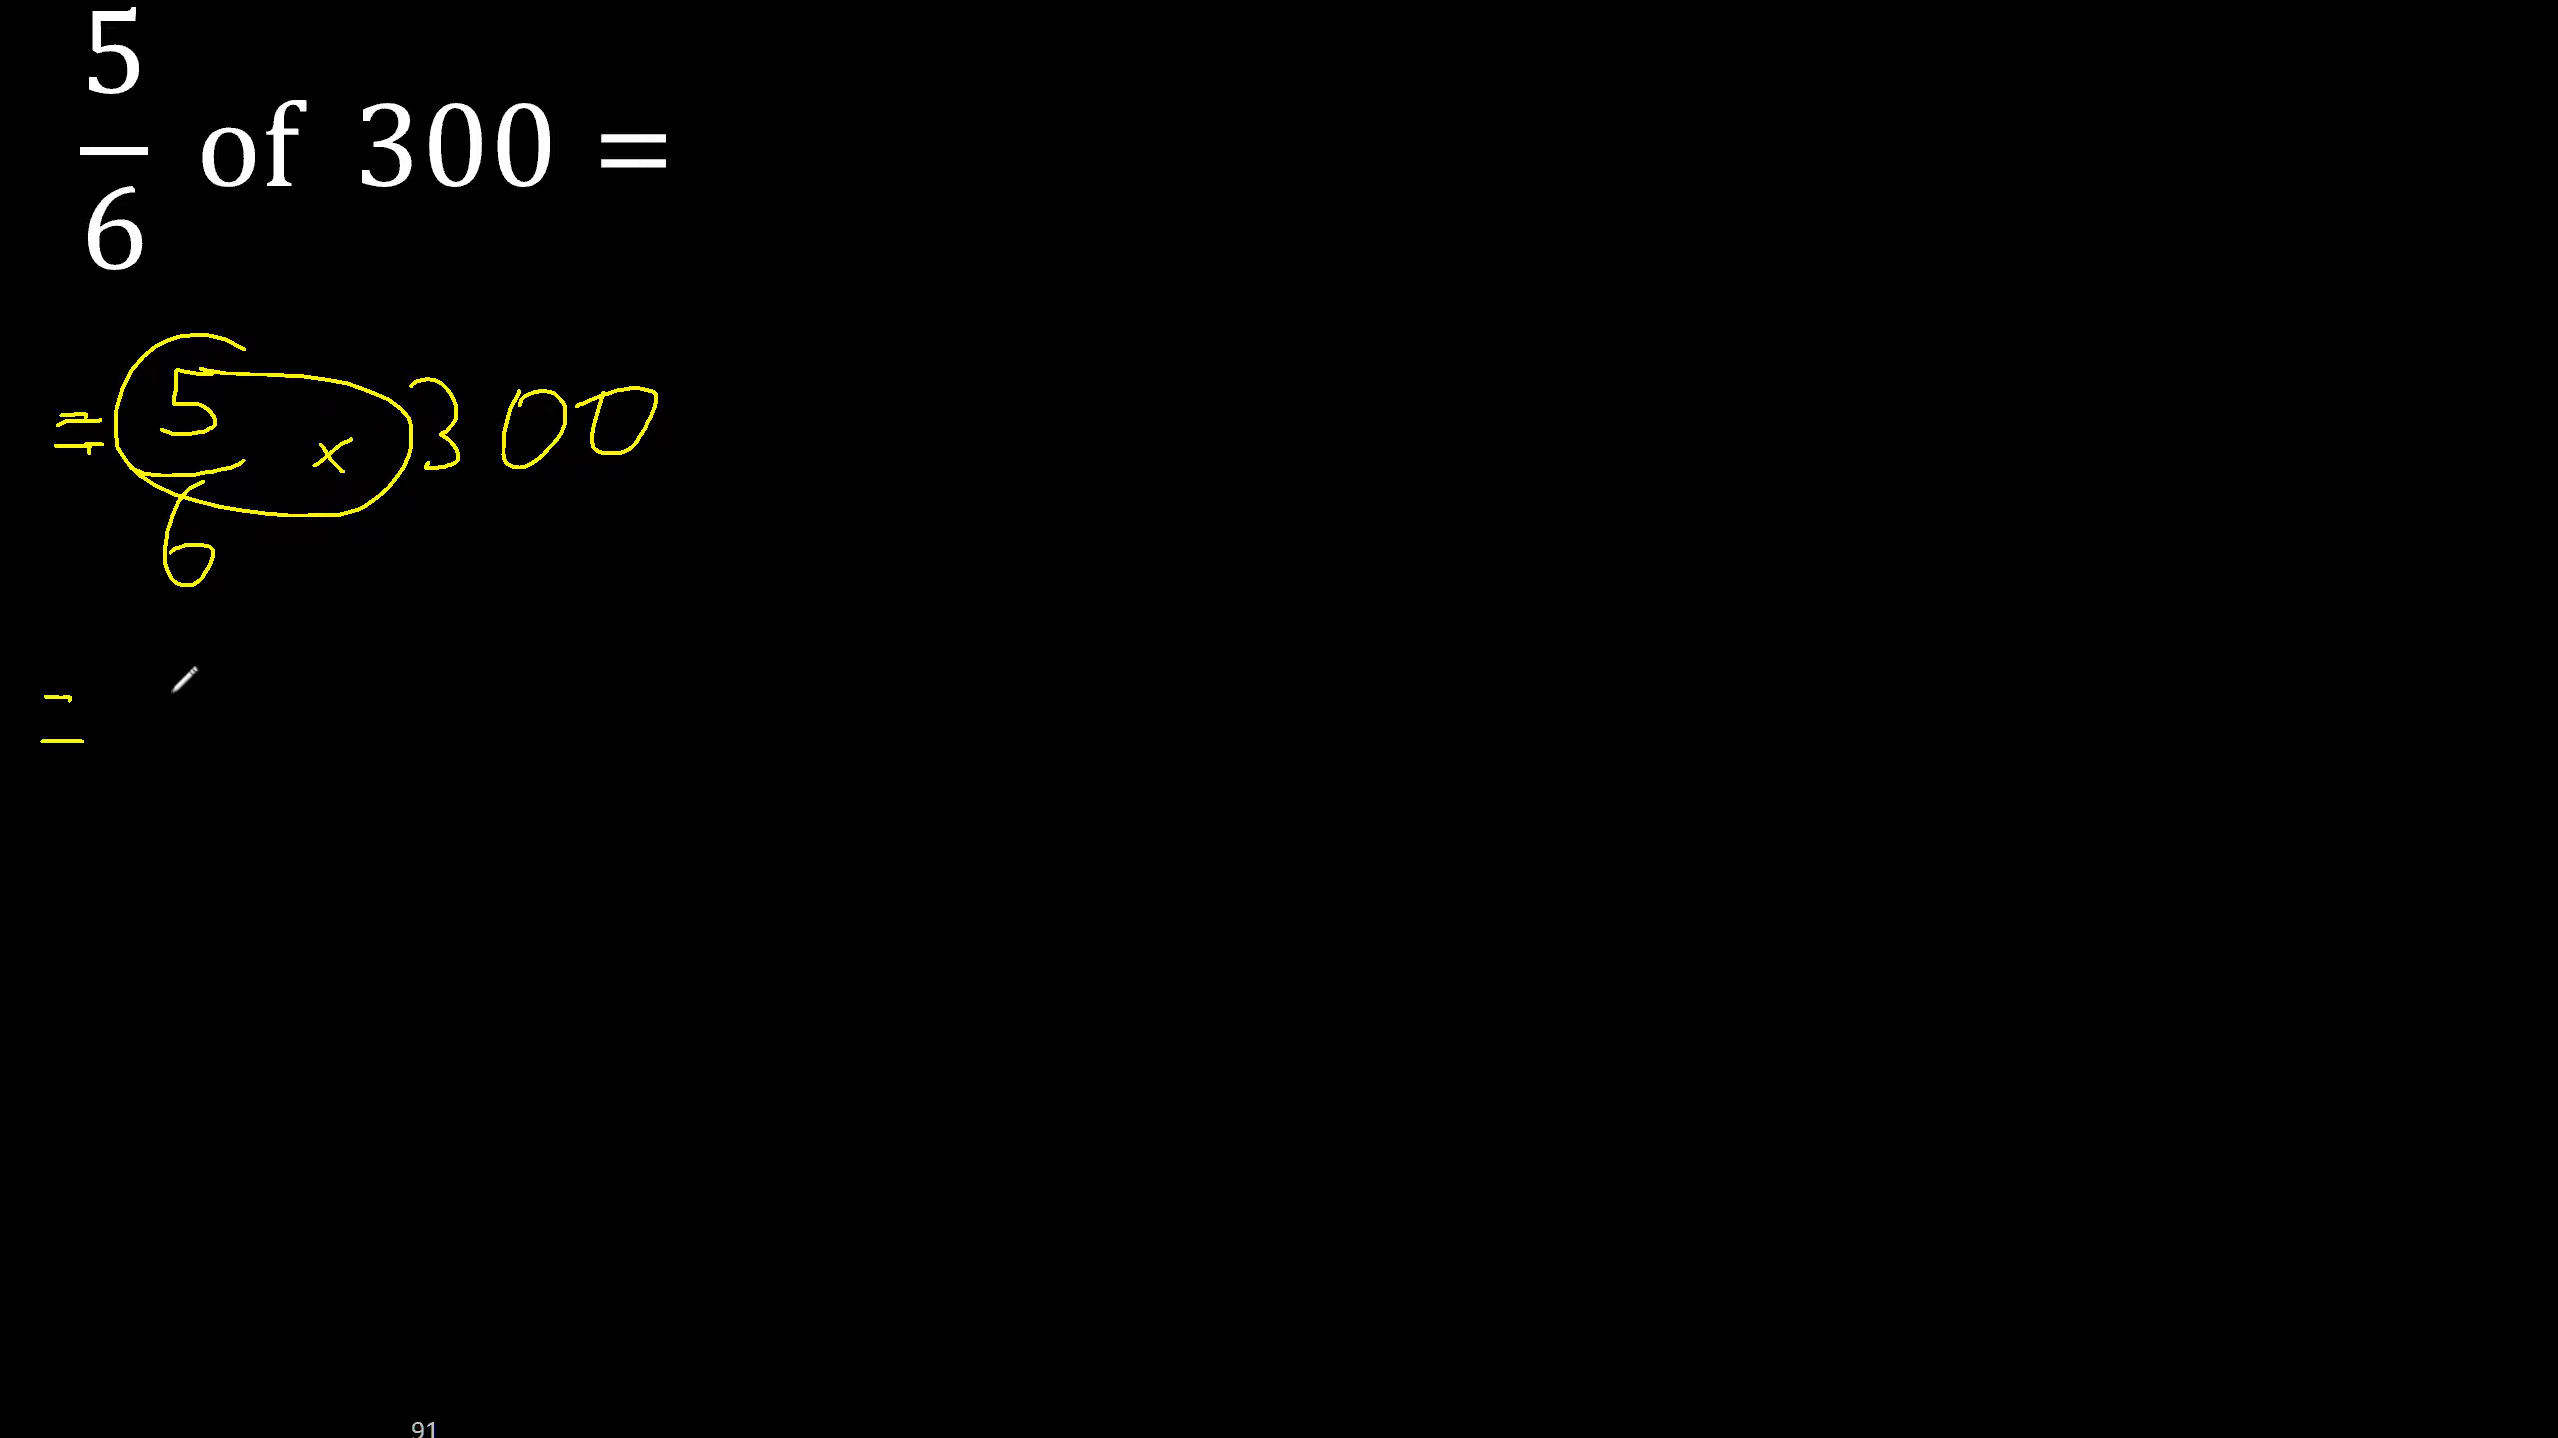 5/6 of 300 =
= 5/6 × 300
=
91